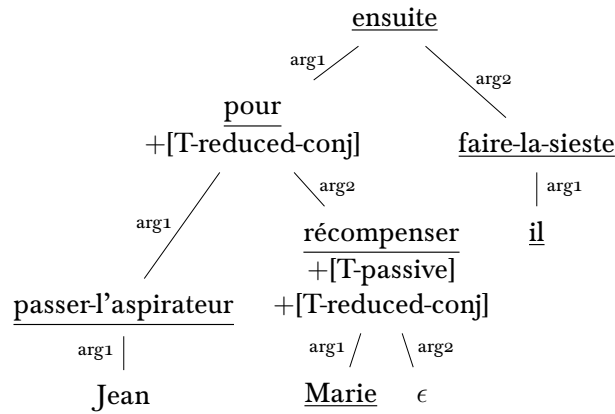 ensuite
arg1
arg2
pour
+[T-reduced-conj]
faire-la-sieste
arg1
arg2
arg1
récompenser
il
+[T-passive]
passer-l'aspirateur
+[T-reduced-conj]
arg1
arg1
arg2
Jean
Marie
ϵ